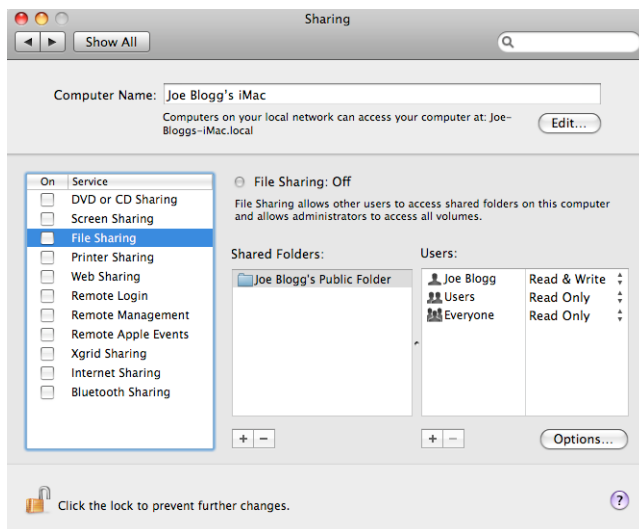 Sharing
Show All
Computer Name: Joe Blogg's iMac
Computers on your local network can access your computer at: Joe-
Bloggs-iMac.local
Edit...
On Service
DVD or CD Sharing
Screen Sharing
File Sharing
Printer Sharing
Web Sharing
Remote Login
Remote Management
Remote Apple Events
Xgrid Sharing
Internet Sharing
Bluetooth Sharing
File Sharing: Off
File Sharing allows other users to access shared folders on this computer
and allows administrators to access all volumes.
Shared Folders:
Joe Blogg's Public Folder
Users:
Joe Blogg Read & Write
Users Read Only
Everyone Read Only
+ −
+ −
Options...
Click the lock to prevent further changes.
?